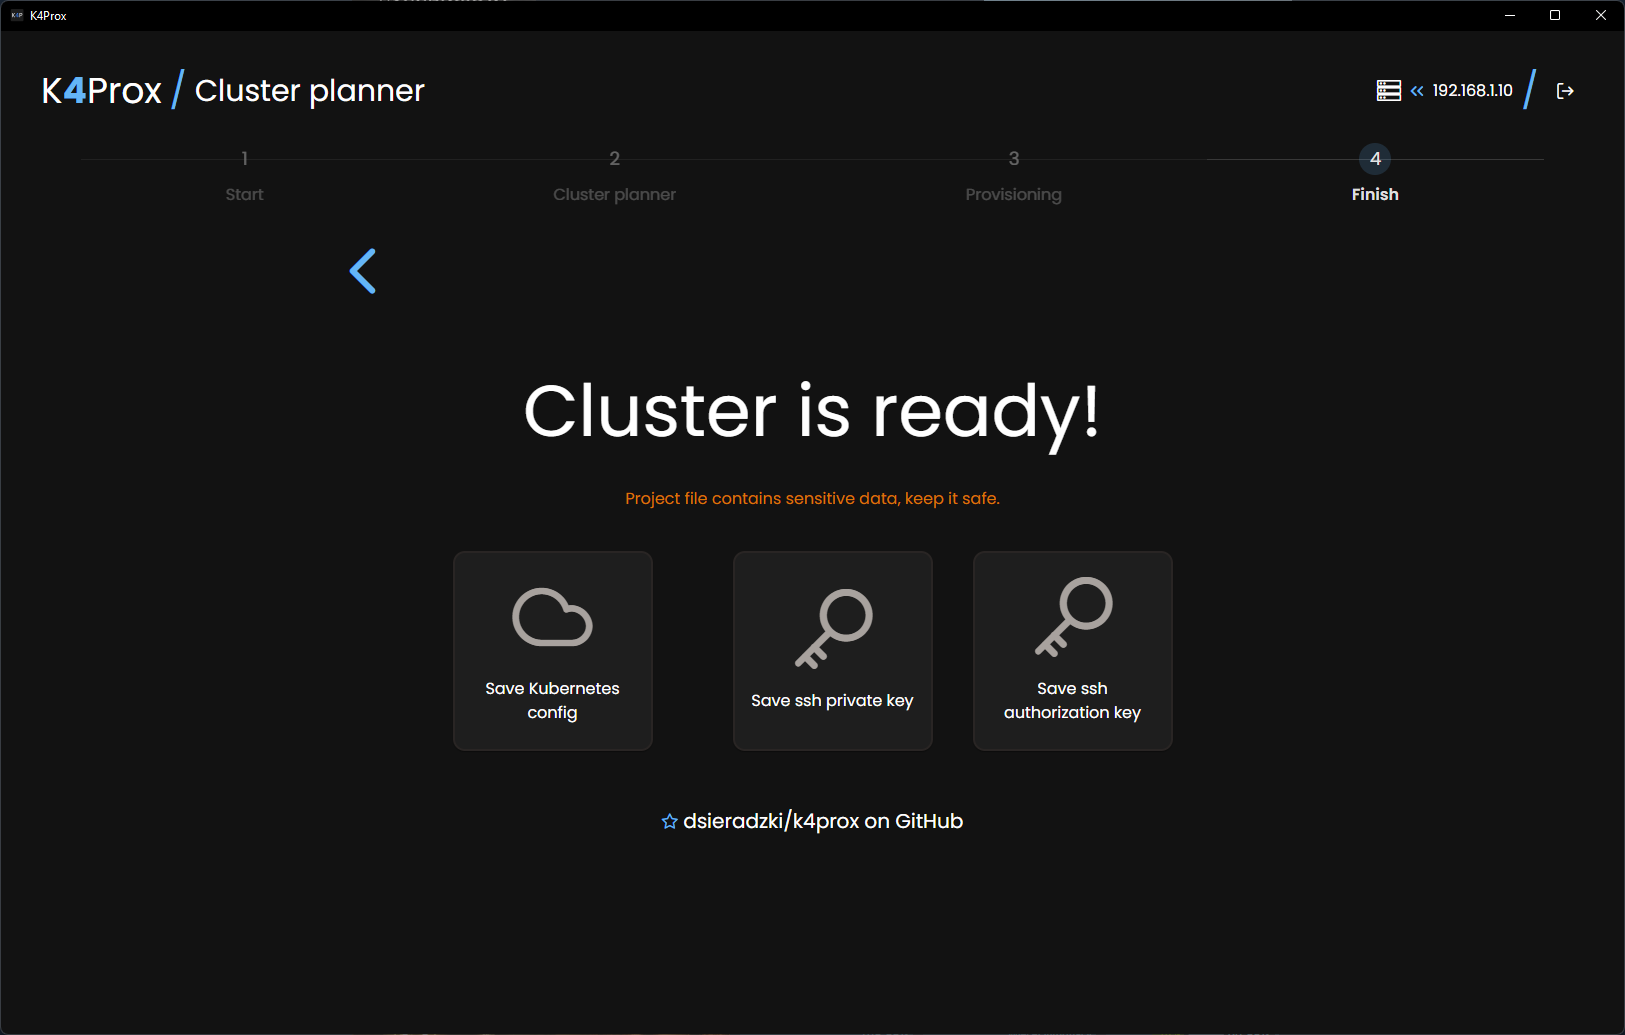 K4P K4Prox
K4Prox / Cluster planner
« 192.168.1.10 /
1 2 3 4
Start Cluster planner Provisioning Finish
Cluster is ready!
Project file contains sensitive data, keep it safe.
Save Kubernetes
config
Save ssh private key
Save ssh
authorization key
dsieradzki/k4prox on GitHub